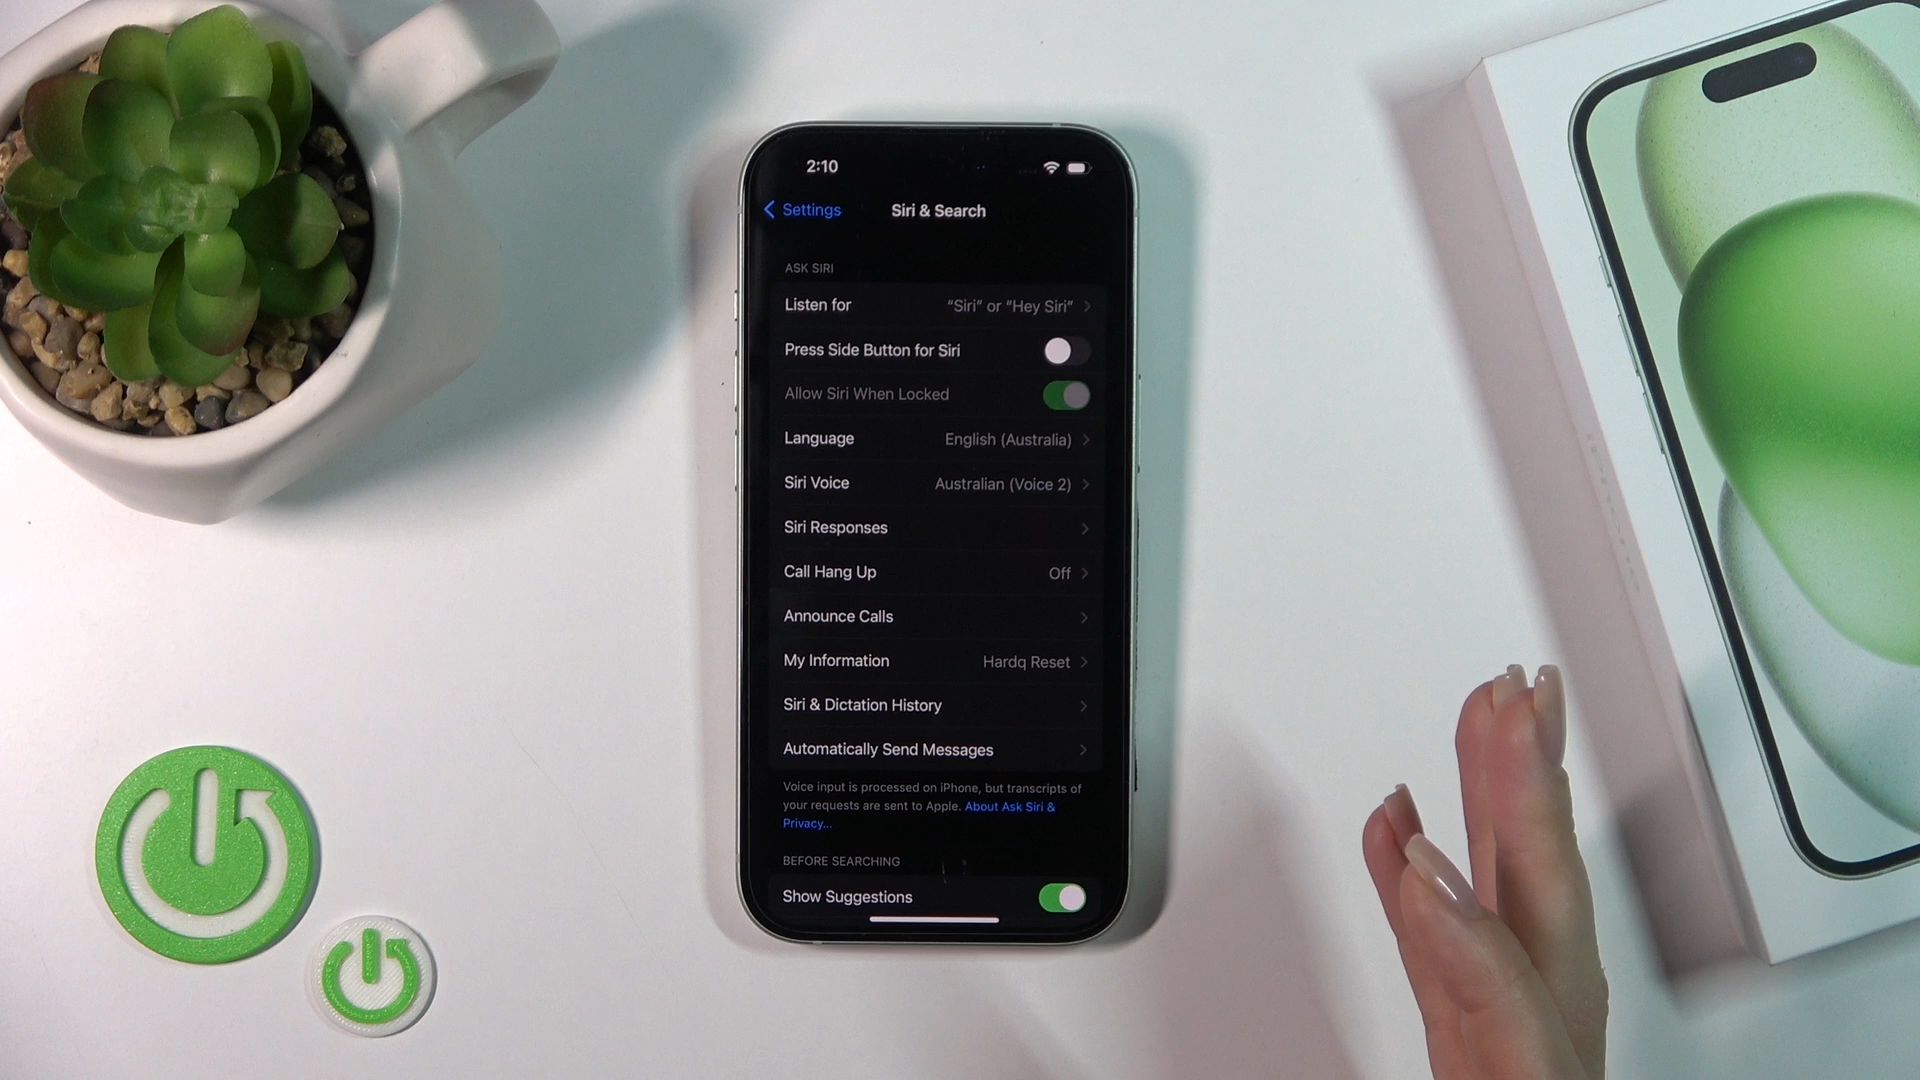 2:10
Settings
Siri & Search
ASK SIRI
Listen for “Siri” or “Hey Siri”
Press Side Button for Siri
Allow Siri When Locked
Language English (Australia)
Siri Voice Australian (Voice 2)
Siri Responses
Call Hang Up Off
Announce Calls
My Information Hardq Reset
Siri & Dictation History
Automatically Send Messages
Voice input is processed on iPhone, but transcripts of
your requests are sent to Apple. About Ask Siri &
Privacy...
BEFORE SEARCHING
Show Suggestions